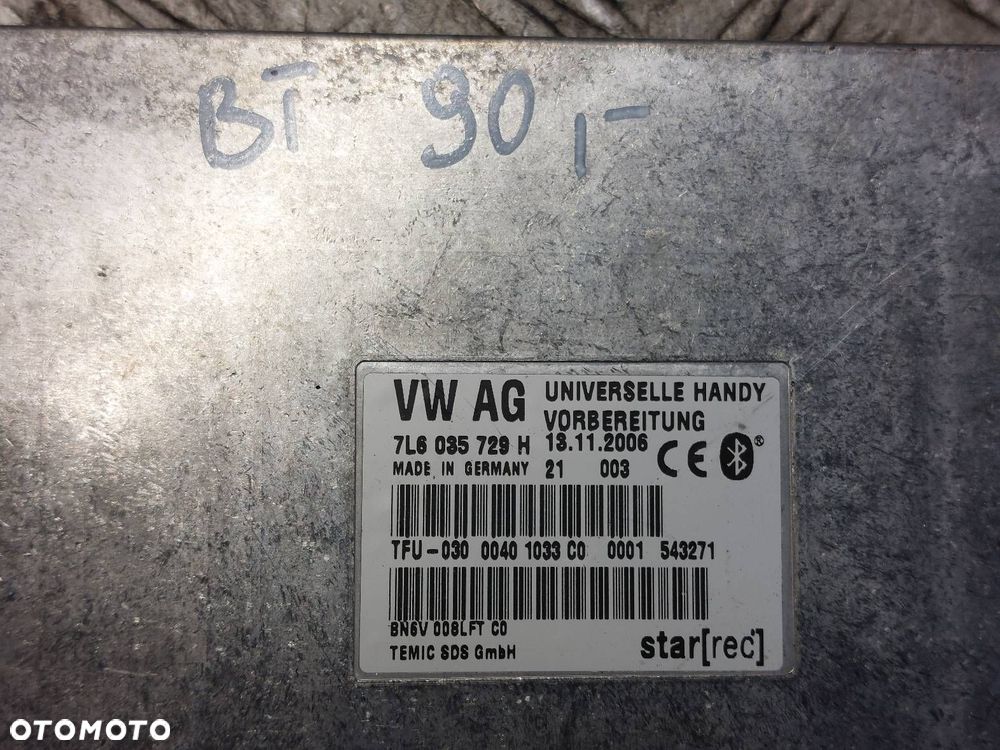 BT 90,-
VW AG UNIVERSELLE HANDY
VORBEREITUNG
7L6 035 729 H 13.11.2006 CE
MADE IN GERMANY 21 003
TFU-030 0040 1033 C0 0001 543271
BN6V 008LFT C0
TEMIC SDS GmbH star[rec]
OTOMOTO